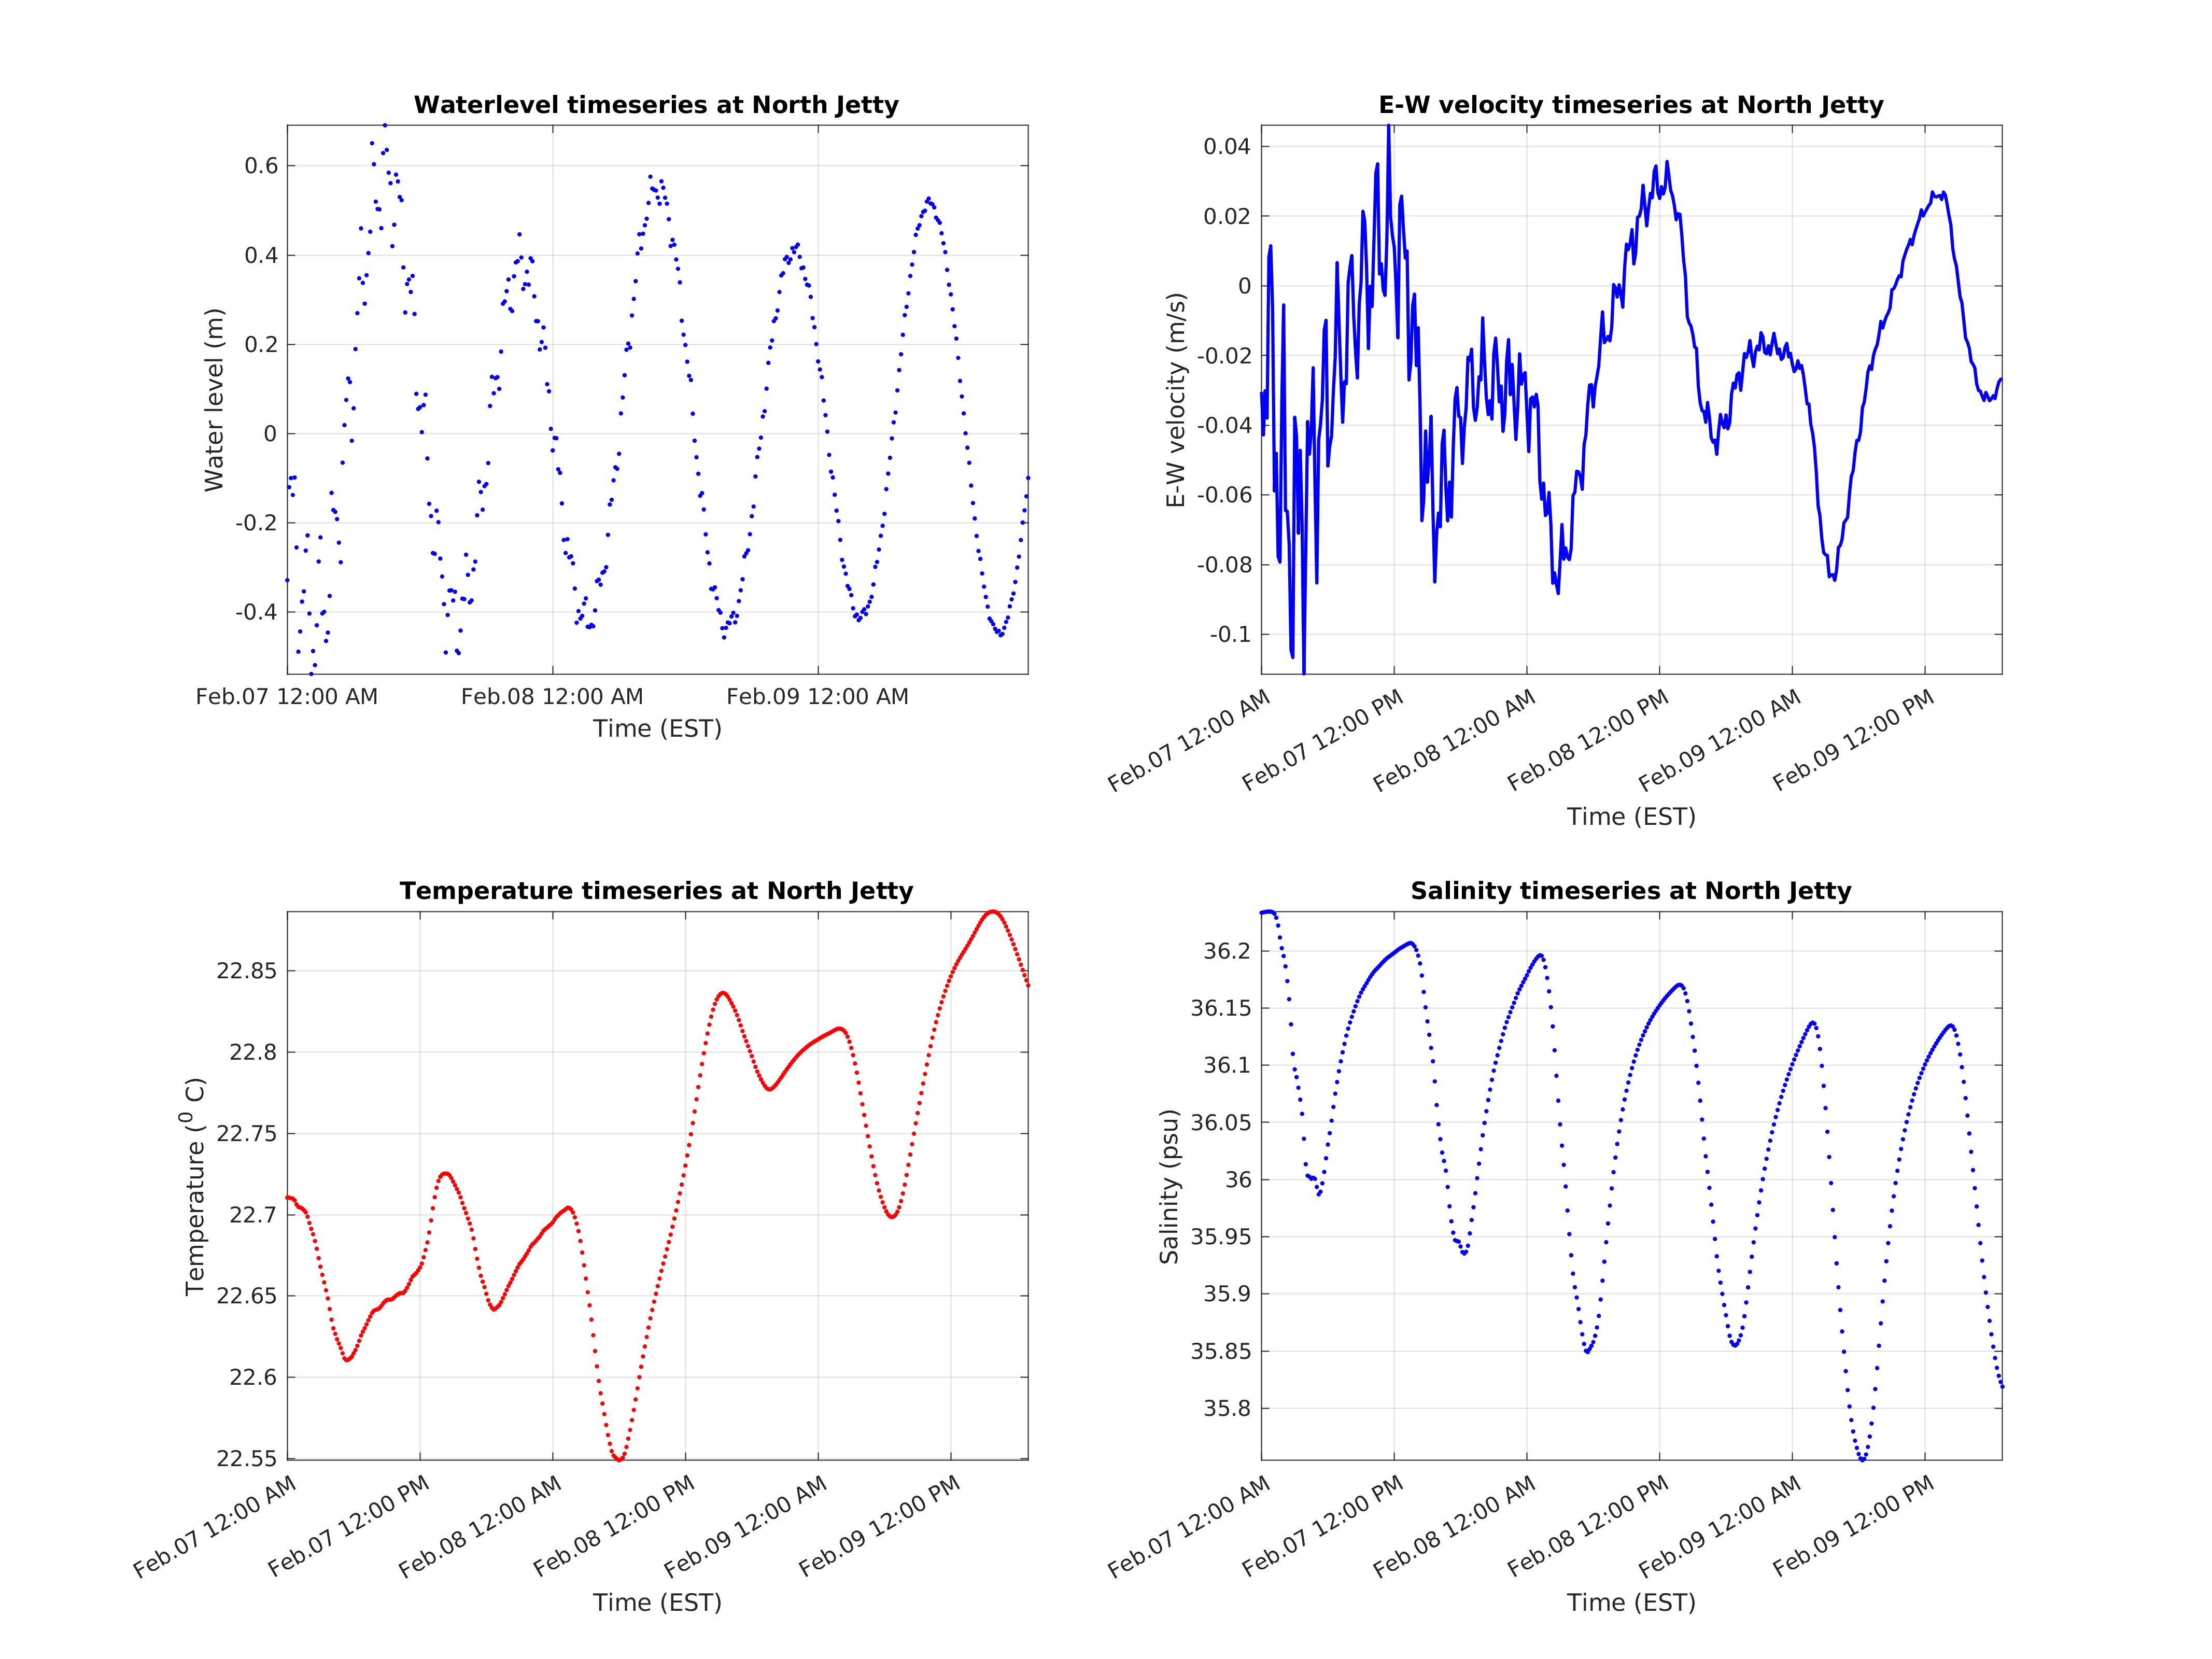 Waterlevel timeseries at North Jetty
0.6
0.4
0.2
0
-0.2
-0.4
Water level (m)
Feb.07 12:00 AM
Feb.08 12:00 AM
Feb.09 12:00 AM
Time (EST)
E-W velocity timeseries at North Jetty
0.04
0.02
0
-0.02
-0.04
-0.06
-0.08
-0.1
E-W velocity (m/s)
Feb.07 12:00 AM
Feb.07 12:00 PM
Feb.08 12:00 AM
Feb.08 12:00 PM
Feb.09 12:00 AM
Feb.09 12:00 PM
Time (EST)
Temperature timeseries at North Jetty
22.85
22.8
22.75
22.7
22.65
22.6
22.55
Temperature (⁰ C)
Feb.07 12:00 AM
Feb.07 12:00 PM
Feb.08 12:00 AM
Feb.08 12:00 PM
Feb.09 12:00 AM
Feb.09 12:00 PM
Time (EST)
Salinity timeseries at North Jetty
36.2
36.15
36.1
36.05
36
35.95
35.9
35.85
35.8
Salinity (psu)
Feb.07 12:00 AM
Feb.07 12:00 PM
Feb.08 12:00 AM
Feb.08 12:00 PM
Feb.09 12:00 AM
Feb.09 12:00 PM
Time (EST)